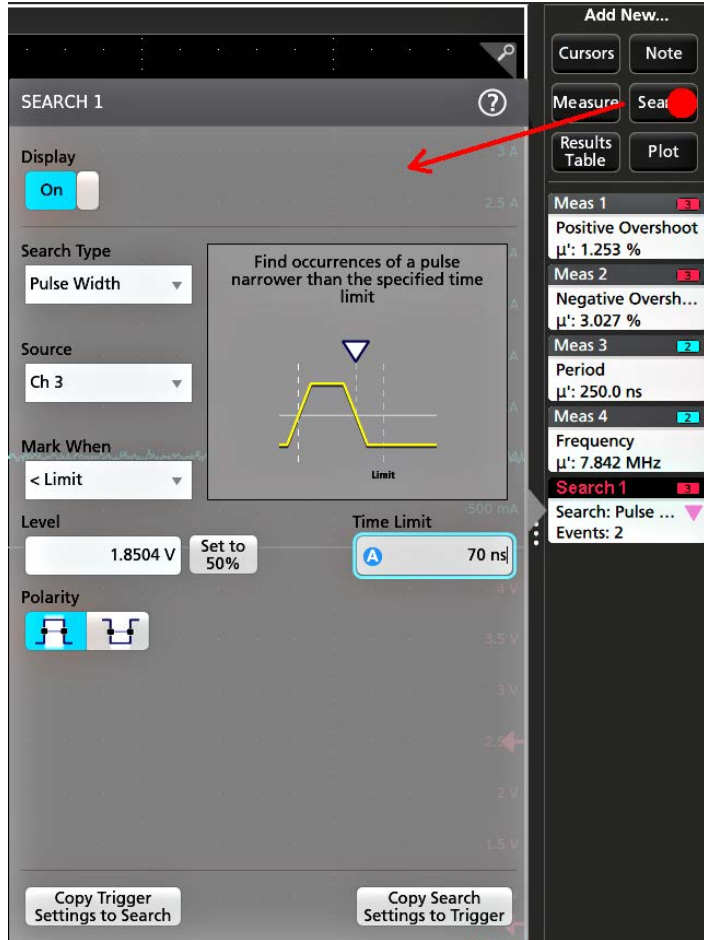 Add New...
Cursors
Note
Measure
Results
Table
Plot
SEARCH 1
?
Display
On
3 A
2.5 A
Search Type
Pulse Width
Source
Ch 3
Mark When
< Limit
Find occurrences of a pulse
narrower than the specified time
limit
Limit
-500 mA
Level
1.8504 V
Set to
50%
Time Limit
A
70 ns
4 V
Polarity
3.5 V
3 V
2 V
1.5 V
Copy Trigger
Settings to Search
Copy Search
Settings to Trigger
Meas 1
3
Positive Overshoot
µ': 1.253 %
Meas 2
3
Negative Oversh...
µ': 3.027 %
Meas 3
2
Period
µ': 250.0 ns
Meas 4
2
Frequency
µ': 7.842 MHz
Search 1
3
Search: Pulse ...
Events: 2